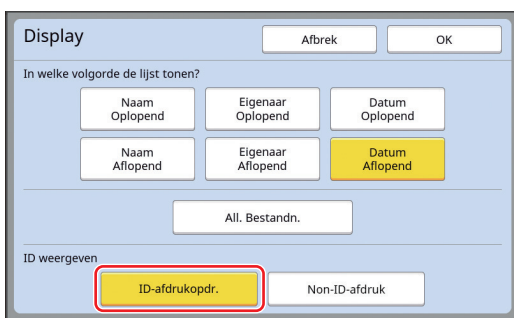 Display
Afbrek
OK
In welke volgorde de lijst tonen?
Naam
Oplopend
Eigenaar
Oplopend
Datum
Oplopend
Naam
Aflopend
Eigenaar
Aflopend
Datum
Aflopend
All. Bestandn.
ID weergeven
ID-afdrukopdr.
Non-ID-afdruk